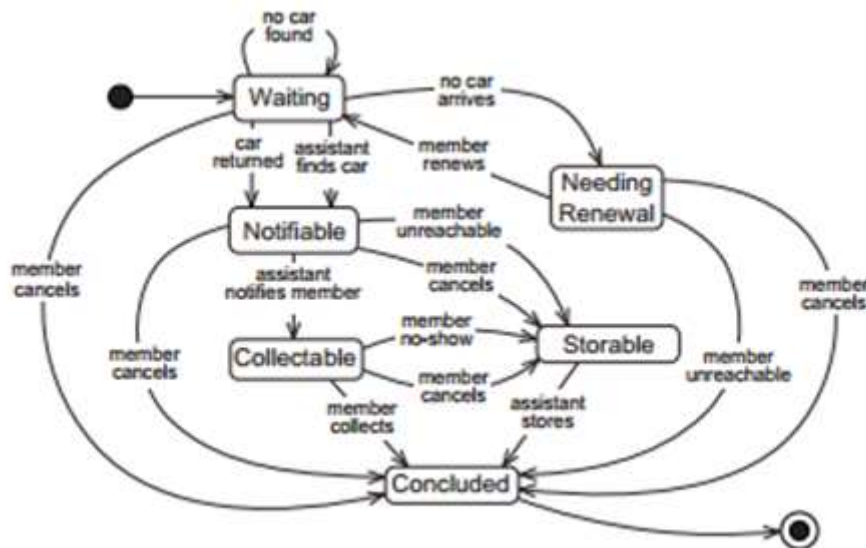 no car
found
Waiting
no car
arrives
car
returned
assistant
finds car
member
renews
Needing
Renewal
Notifiable
member
unreachable
member
cancels
assistant
notifies member
member
cancels
member
cancels
Collectable
member
no-show
Storable
member
cancels
member
cancels
member
unreachable
member
collects
assistant
stores
Concluded